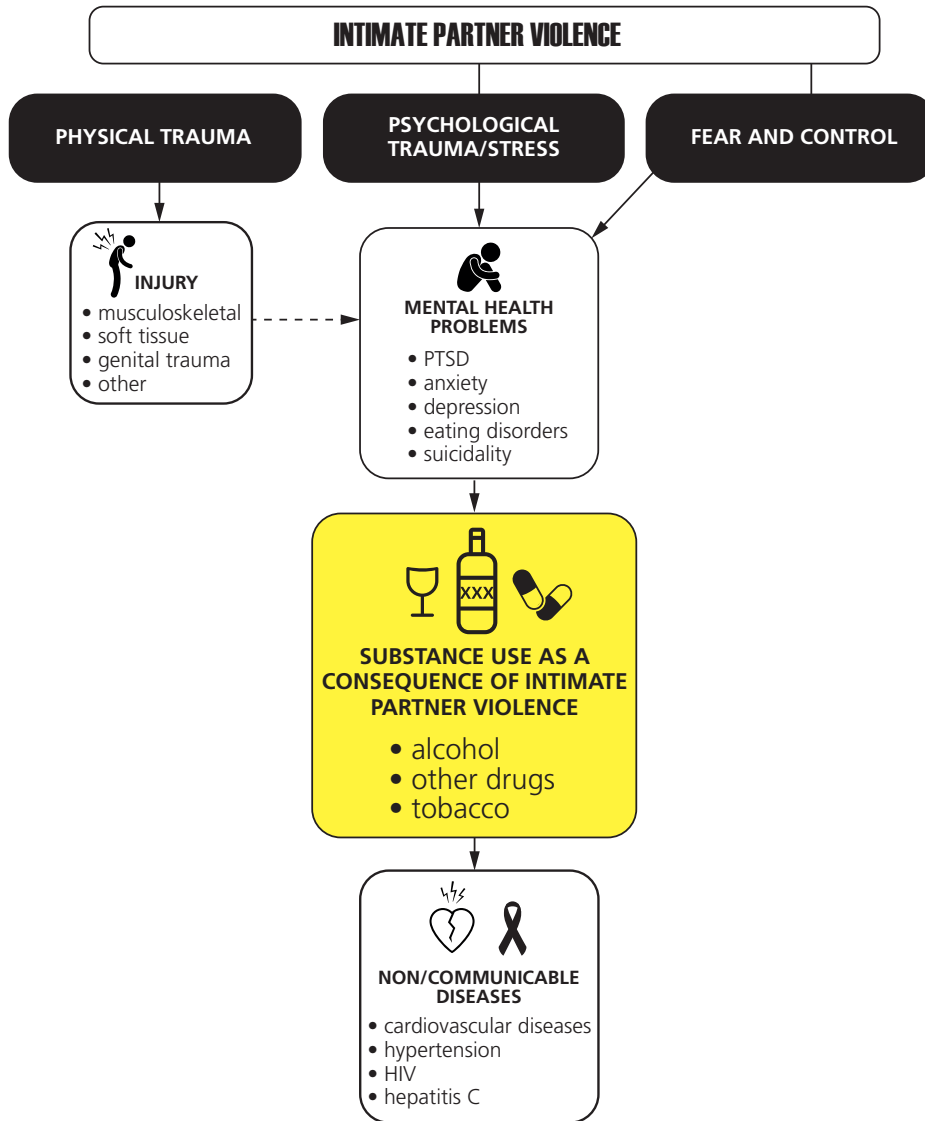 INTIMATE PARTNER VIOLENCE
PHYSICAL TRAUMA
PSYCHOLOGICAL
TRAUMA/STRESS
FEAR AND CONTROL
INJURY
• musculoskeletal
• soft tissue
• genital trauma
• other
MENTAL HEALTH
PROBLEMS
• PTSD
• anxiety
• depression
• eating disorders
• suicidality
XXX
SUBSTANCE USE AS A
CONSEQUENCE OF INTIMATE
PARTNER VIOLENCE
• alcohol
• other drugs
• tobacco
NON/COMMUNICABLE
DISEASES
• cardiovascular diseases
• hypertension
• HIV
• hepatitis C